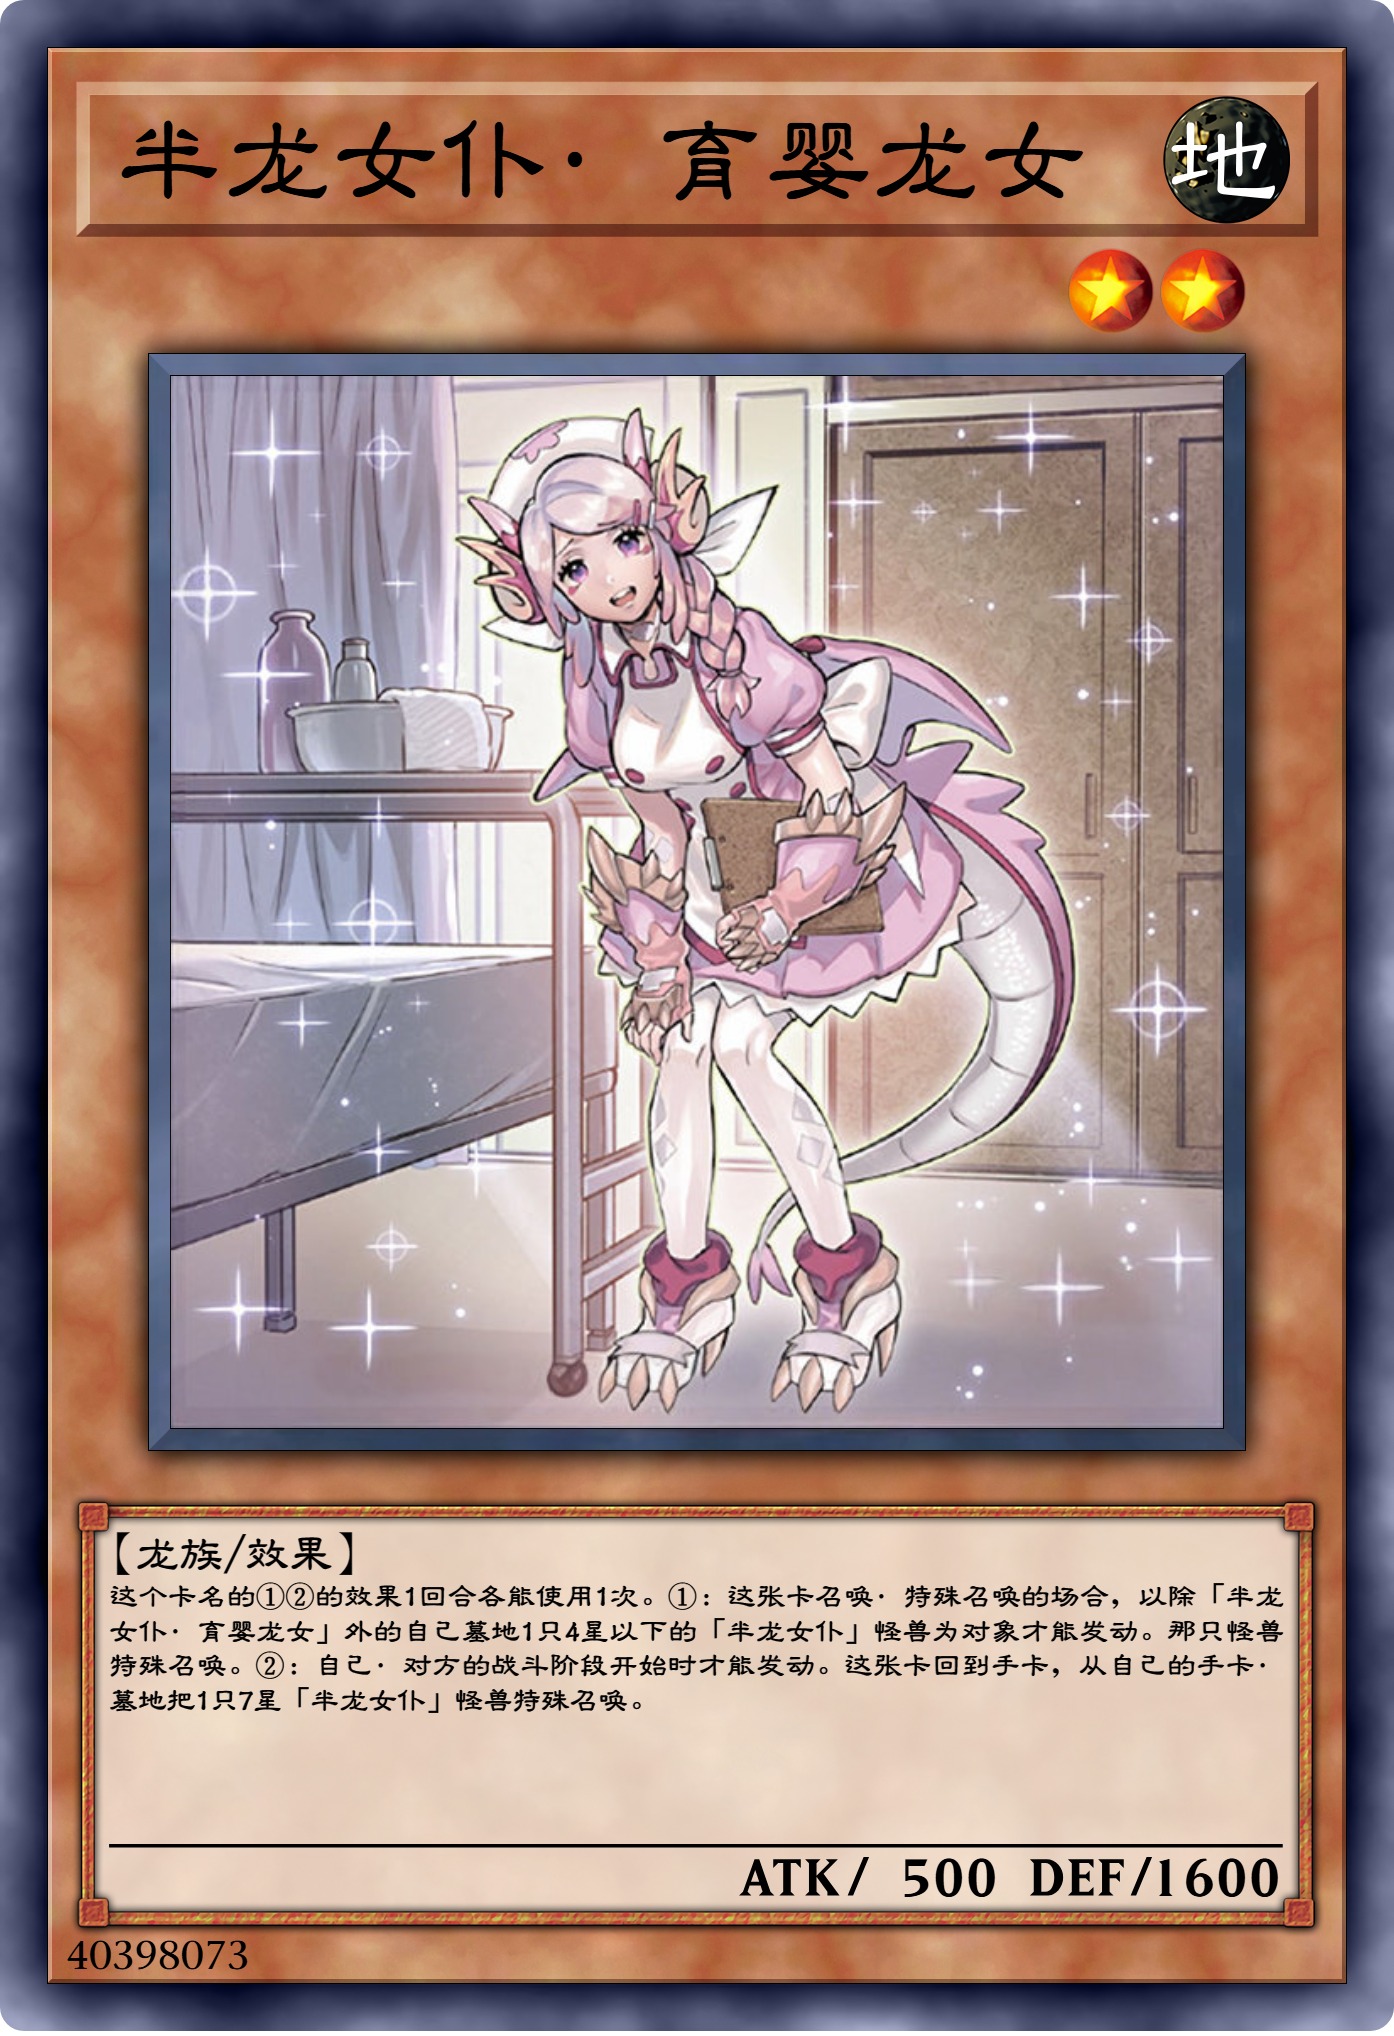 半龙女仆·育婴龙女
地
【龙族/效果】
这个卡名的①②的效果1回合各能使用1次。①：这张卡召唤·特殊召唤的场合，以除「半龙
女仆·育婴龙女」外的自己墓地1只4星以下的「半龙女仆」怪兽为对象才能发动。那只怪兽
特殊召唤。②：自己·对方的战斗阶段开始时才能发动。这张卡回到手卡，从自己的手卡·
墓地把1只7星「半龙女仆」怪兽特殊召唤。
ATK/ 500 DEF/1600
40398073